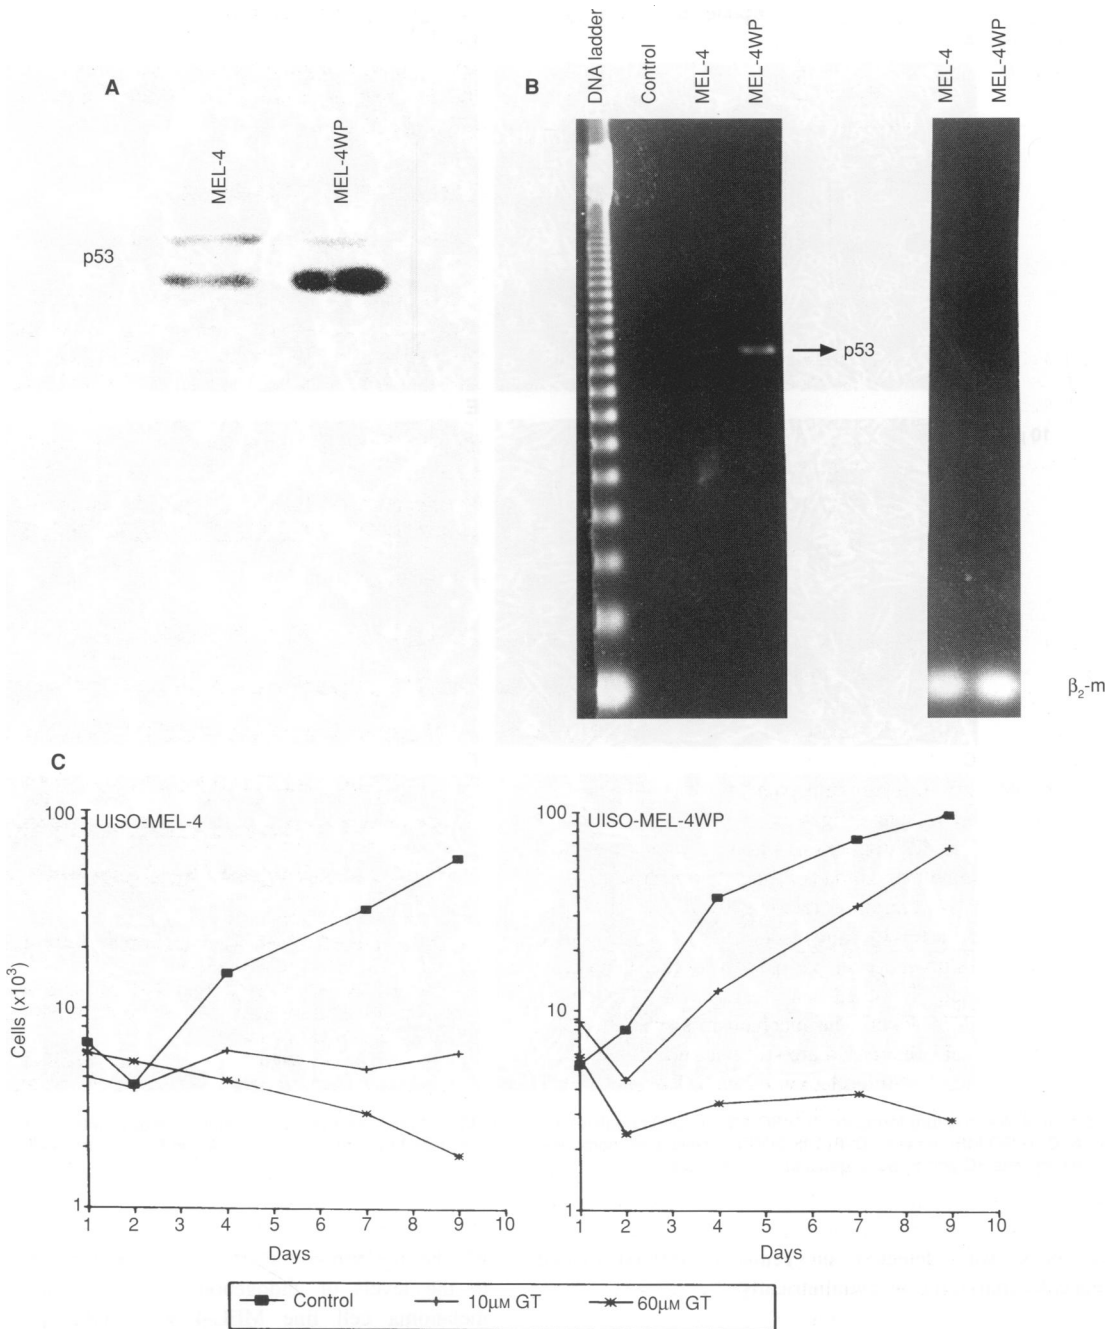 A
MEL-4
MEL-4WP
p53
B
DNA ladder
Control
MEL-4
MEL-4WP
MEL-4
MEL-4WP
p53
β₂-m
10
C
Cells (x10³)
100
10
1
UISO-MEL-4
1 2 3 4 5 6 7 8 9 10
Days
100
10
1
UISO-MEL-4WP
1 2 3 4 5 6 7 8 9 10
Days
Control 10µM GT 60µM GT